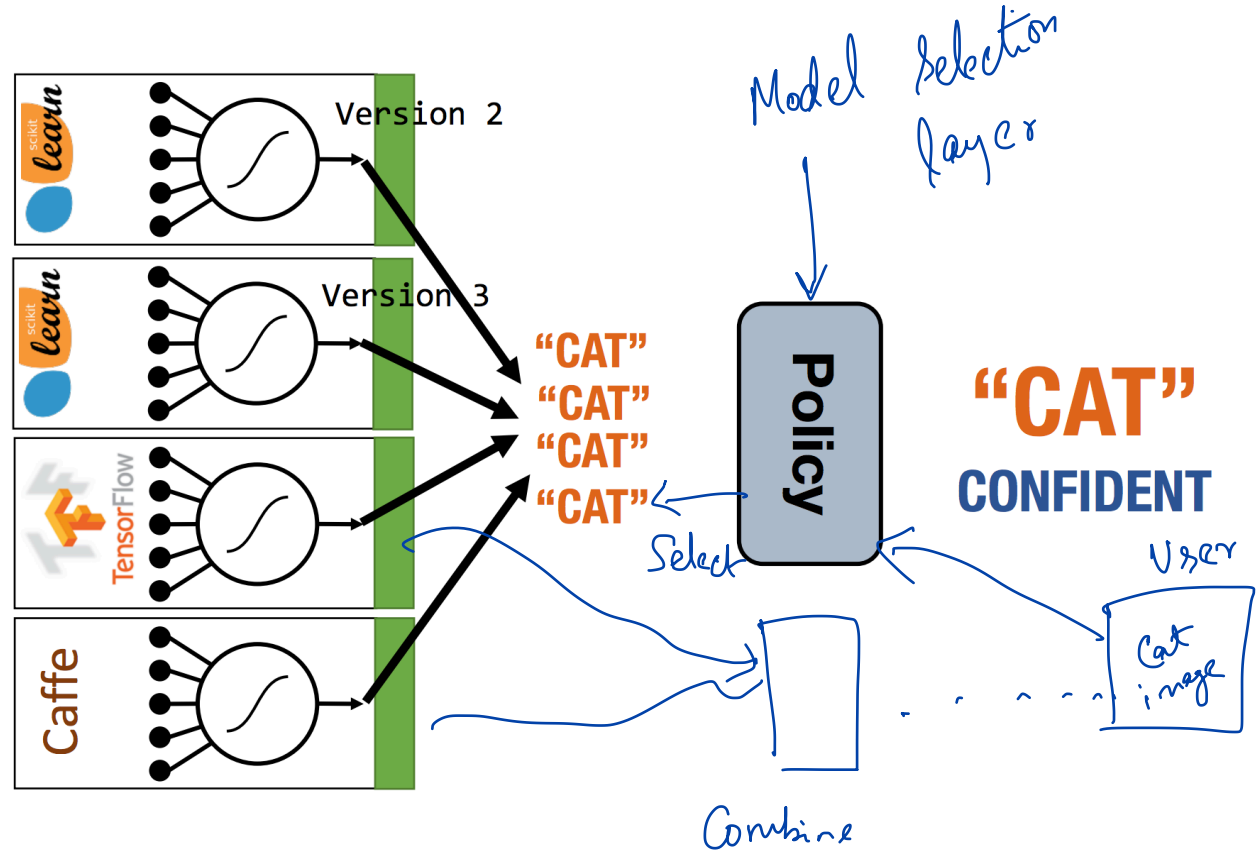 Model Selection
layer
scikit
learn
Version 2
scikit
learn
Version 3
TensorFlow
Caffe
“CAT”
“CAT”
“CAT”
“CAT”
Policy
Select
“CAT”
CONFIDENT
User
Cat
image
Combine